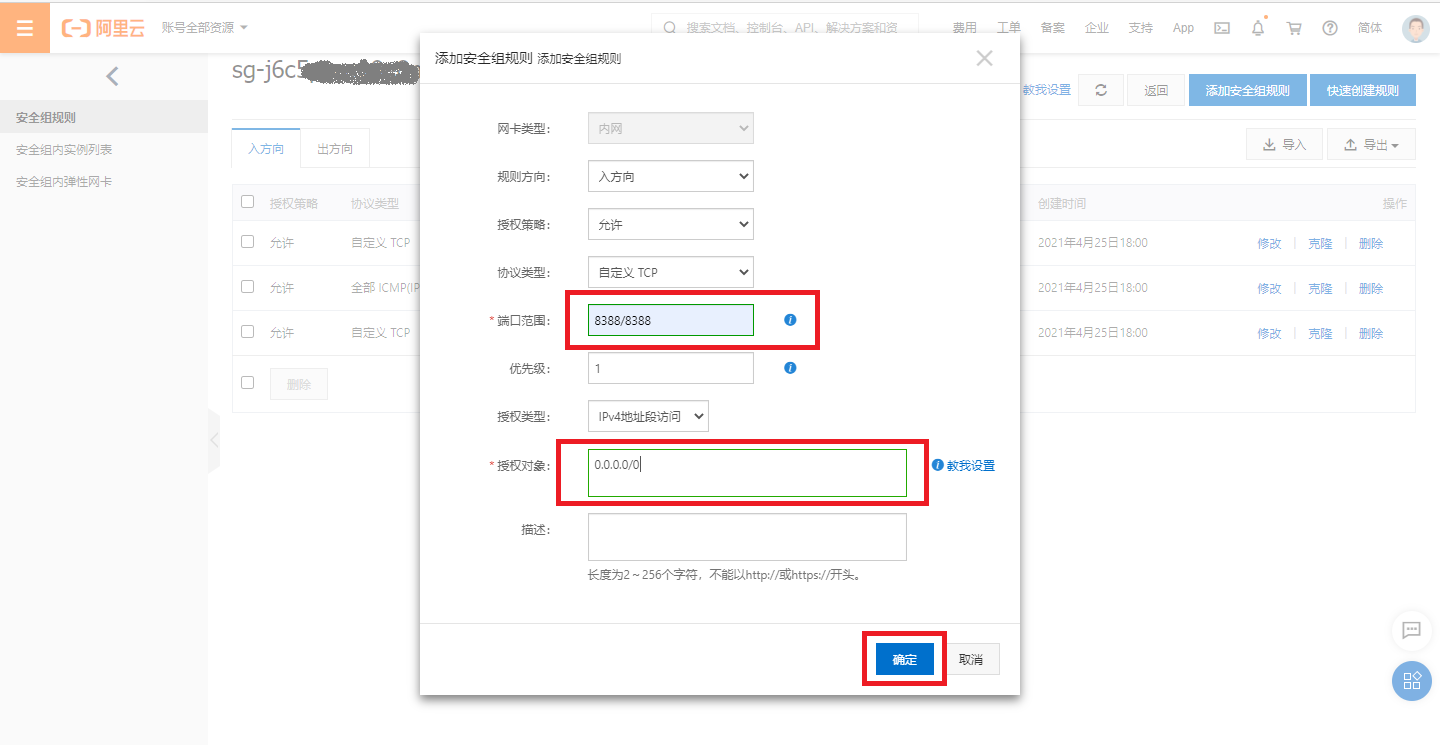 阿里云
账号全部资源
搜索文档、控制台、API、解决方案和资
费用
工单
备案
企业
支持
App
简体
安全组规则
安全组内实例列表
安全组内弹性网卡
sg-j6c5
教我设置
返回
添加安全组规则
快速创建规则
入方向
出方向
导入
导出
授权策略
协议类型
创建时间
操作
允许
自定义 TCP
2021年4月25日18:00
修改
克隆
删除
允许
全部 ICMP(IP
2021年4月25日18:00
修改
克隆
删除
允许
自定义 TCP
2021年4月25日18:00
修改
克隆
删除
删除
添加安全组规则 添加安全组规则
网卡类型：
内网
规则方向：
入方向
授权策略：
允许
协议类型：
自定义 TCP
* 端口范围：
8388/8388
优先级：
1
授权类型：
IPv4地址段访问
* 授权对象：
0.0.0.0/0
教我设置
描述：
长度为2～256个字符，不能以http://或https://开头。
确定
取消